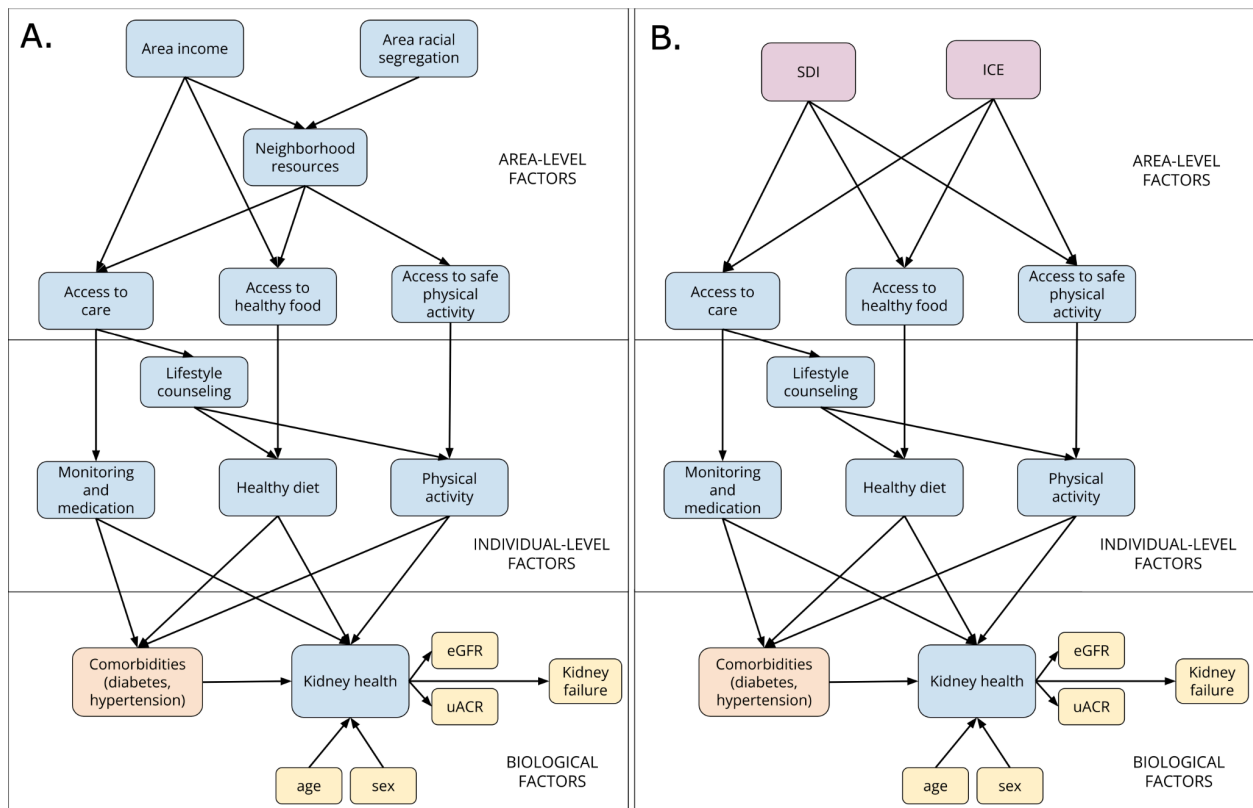 A.
Area income
Area racial
segregation
Neighborhood
resources
AREA-LEVEL
FACTORS
Access to
care
Access to
healthy food
Access to safe
physical
activity
Lifestyle
counseling
Monitoring
and
medication
Healthy diet
Physical
activity
INDIVIDUAL-LEVEL
FACTORS
Comorbidities
(diabetes,
hypertension)
Kidney health
eGFR
uACR
Kidney
failure
age
sex
BIOLOGICAL
FACTORS
B.
SDI
ICE
AREA-LEVEL
FACTORS
Access to
care
Access to
healthy food
Access to safe
physical
activity
Lifestyle
counseling
Monitoring
and
medication
Healthy diet
Physical
activity
INDIVIDUAL-LEVEL
FACTORS
Comorbidities
(diabetes,
hypertension)
Kidney health
eGFR
uACR
Kidney
failure
age
sex
BIOLOGICAL
FACTORS